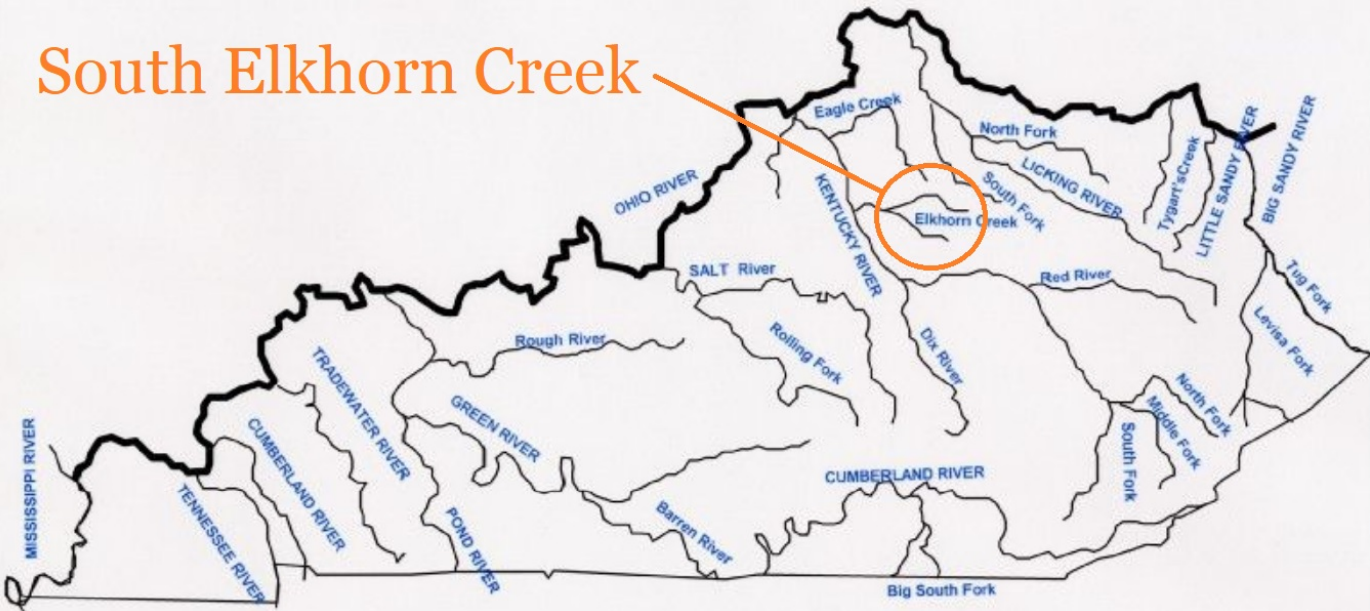 South Elkhorn Creek
Eagle Creek
North Fork
LICKING RIVER
South Fork
Tygart'sCreek
LITTLE SANDY RIVER
BIG SANDY RIVER
OHIO RIVER
KENTUCKY RIVER
Elkhorn Creek
SALT River
Red River
Tug Fork
Levisa Fork
Rough River
Rolling Fork
Dix River
TRADEWATER RIVER
GREEN RIVER
North Fork
Middle Fork
South Fork
MISSISSIPPI RIVER
CUMBERLAND RIVER
CUMBERLAND RIVER
TENNESSEE RIVER
POND RIVER
Barren River
Big South Fork